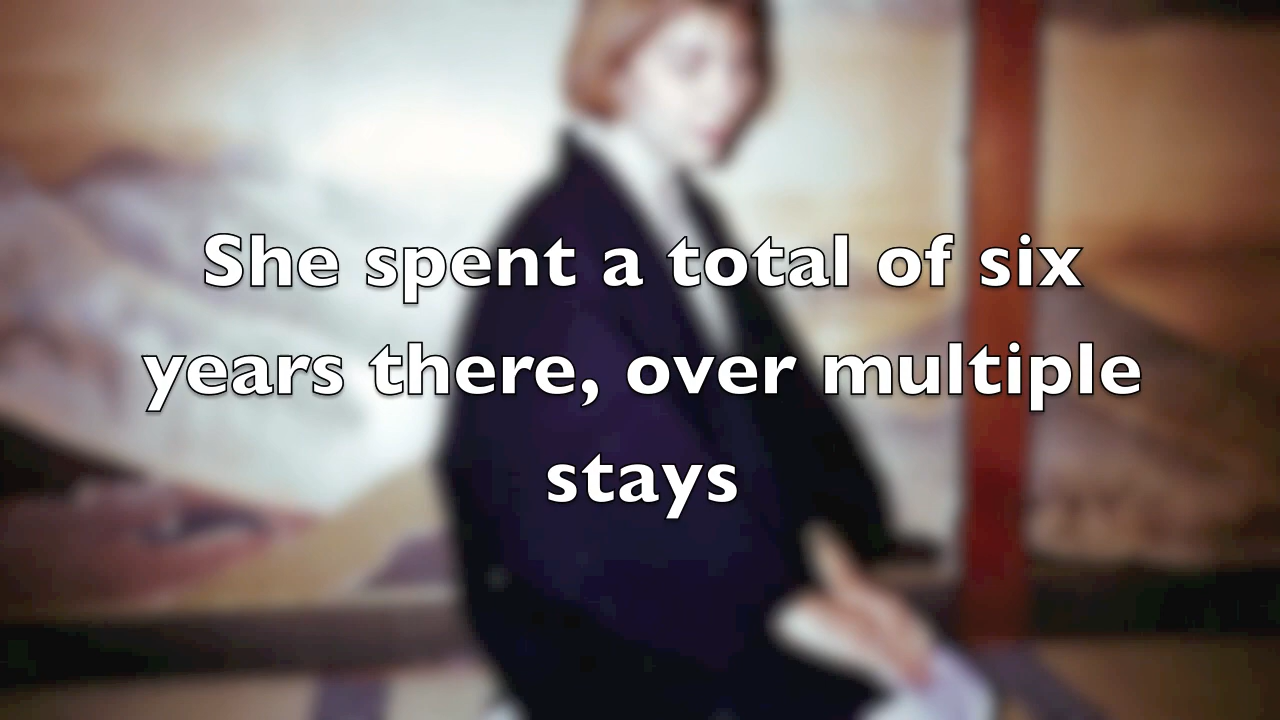 She spent a total of six
years there, over multiple
stays